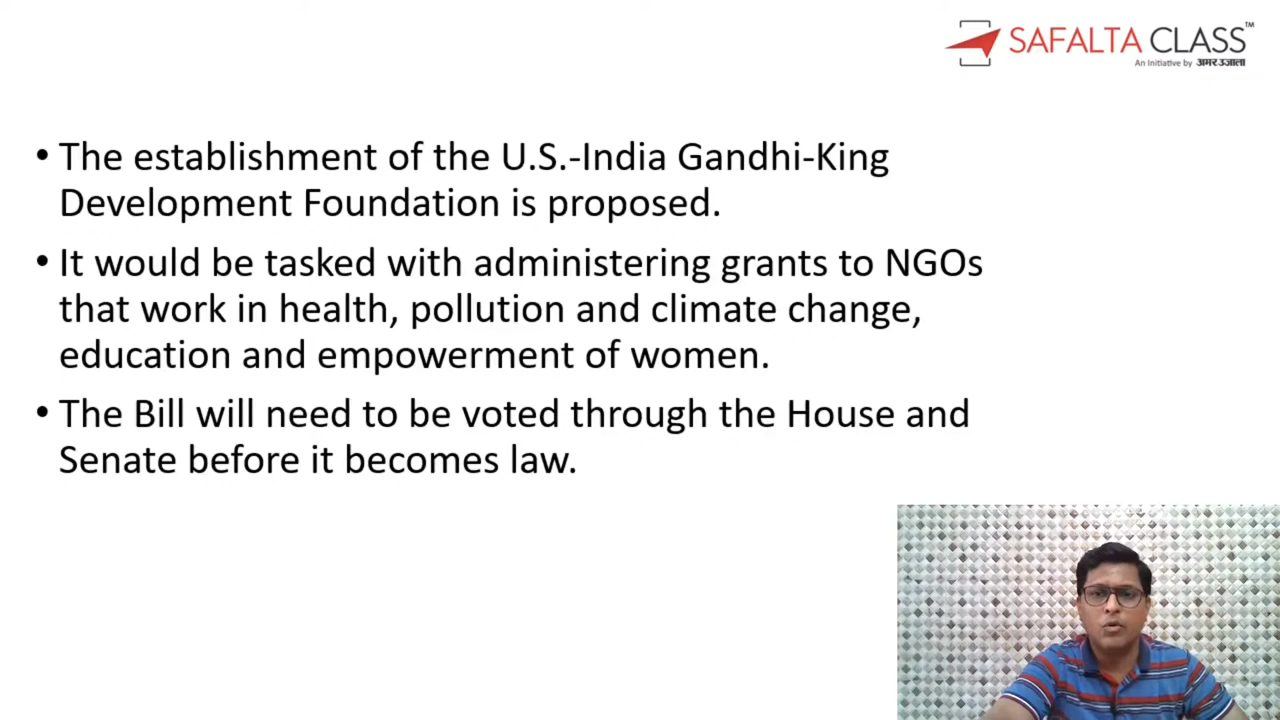 SAFALTA CLASS™
An Initiative by अमर उजाला
• The establishment of the U.S.-India Gandhi-King
Development Foundation is proposed.
• It would be tasked with administering grants to NGOs
that work in health, pollution and climate change,
education and empowerment of women.
• The Bill will need to be voted through the House and
Senate before it becomes law.